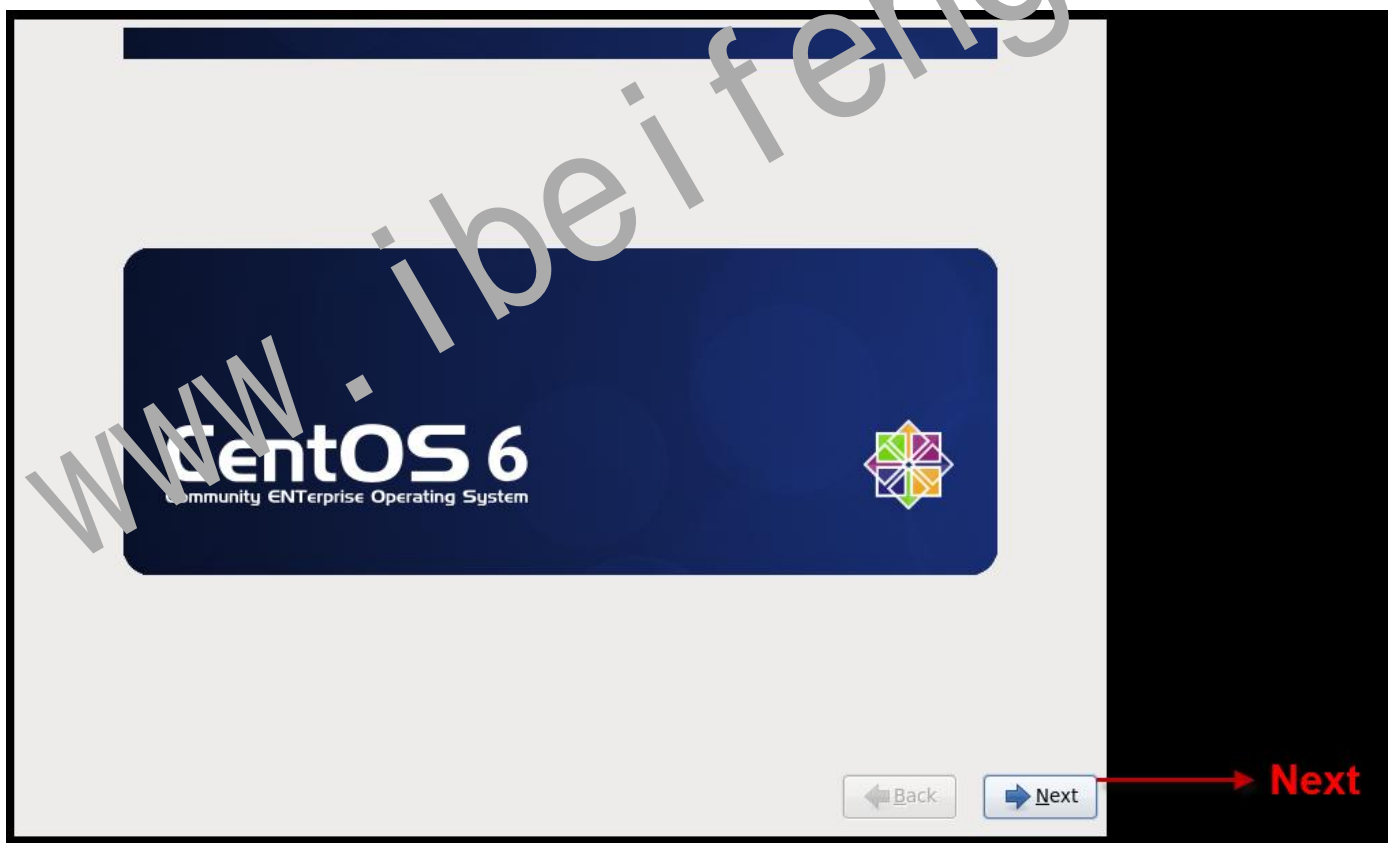 www.ibeifeng
CentOS 6
Community ENTerprise Operating System
Back
Next
Next